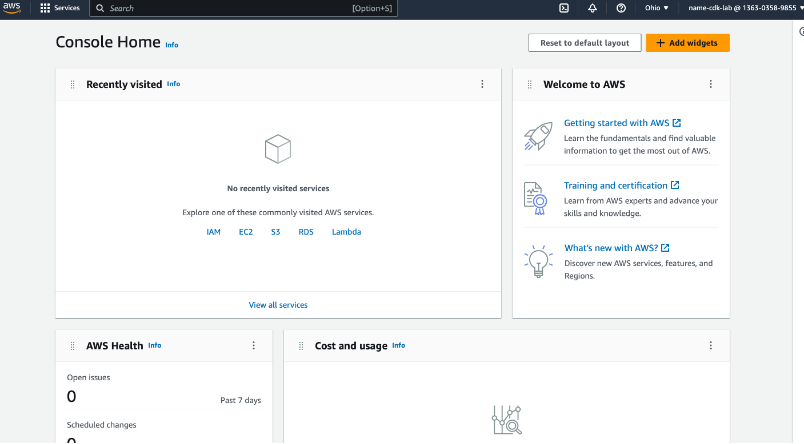 aws
Services
Search
[Option+S]
Ohio
name-cdk-lab @ 1363-0358-9855
Console Home
Info
Reset to default layout
+ Add widgets
Recently visited
Info
No recently visited services
Explore one of these commonly visited AWS services.
IAM
EC2
S3
RDS
Lambda
View all services
Welcome to AWS
Getting started with AWS
Learn the fundamentals and find valuable
information to get the most out of AWS.
Training and certification
Learn from AWS experts and advance your
skills and knowledge.
What's new with AWS?
Discover new AWS services, features, and
Regions.
AWS Health
Info
Open issues
0
Past 7 days
Scheduled changes
0
Cost and usage
Info